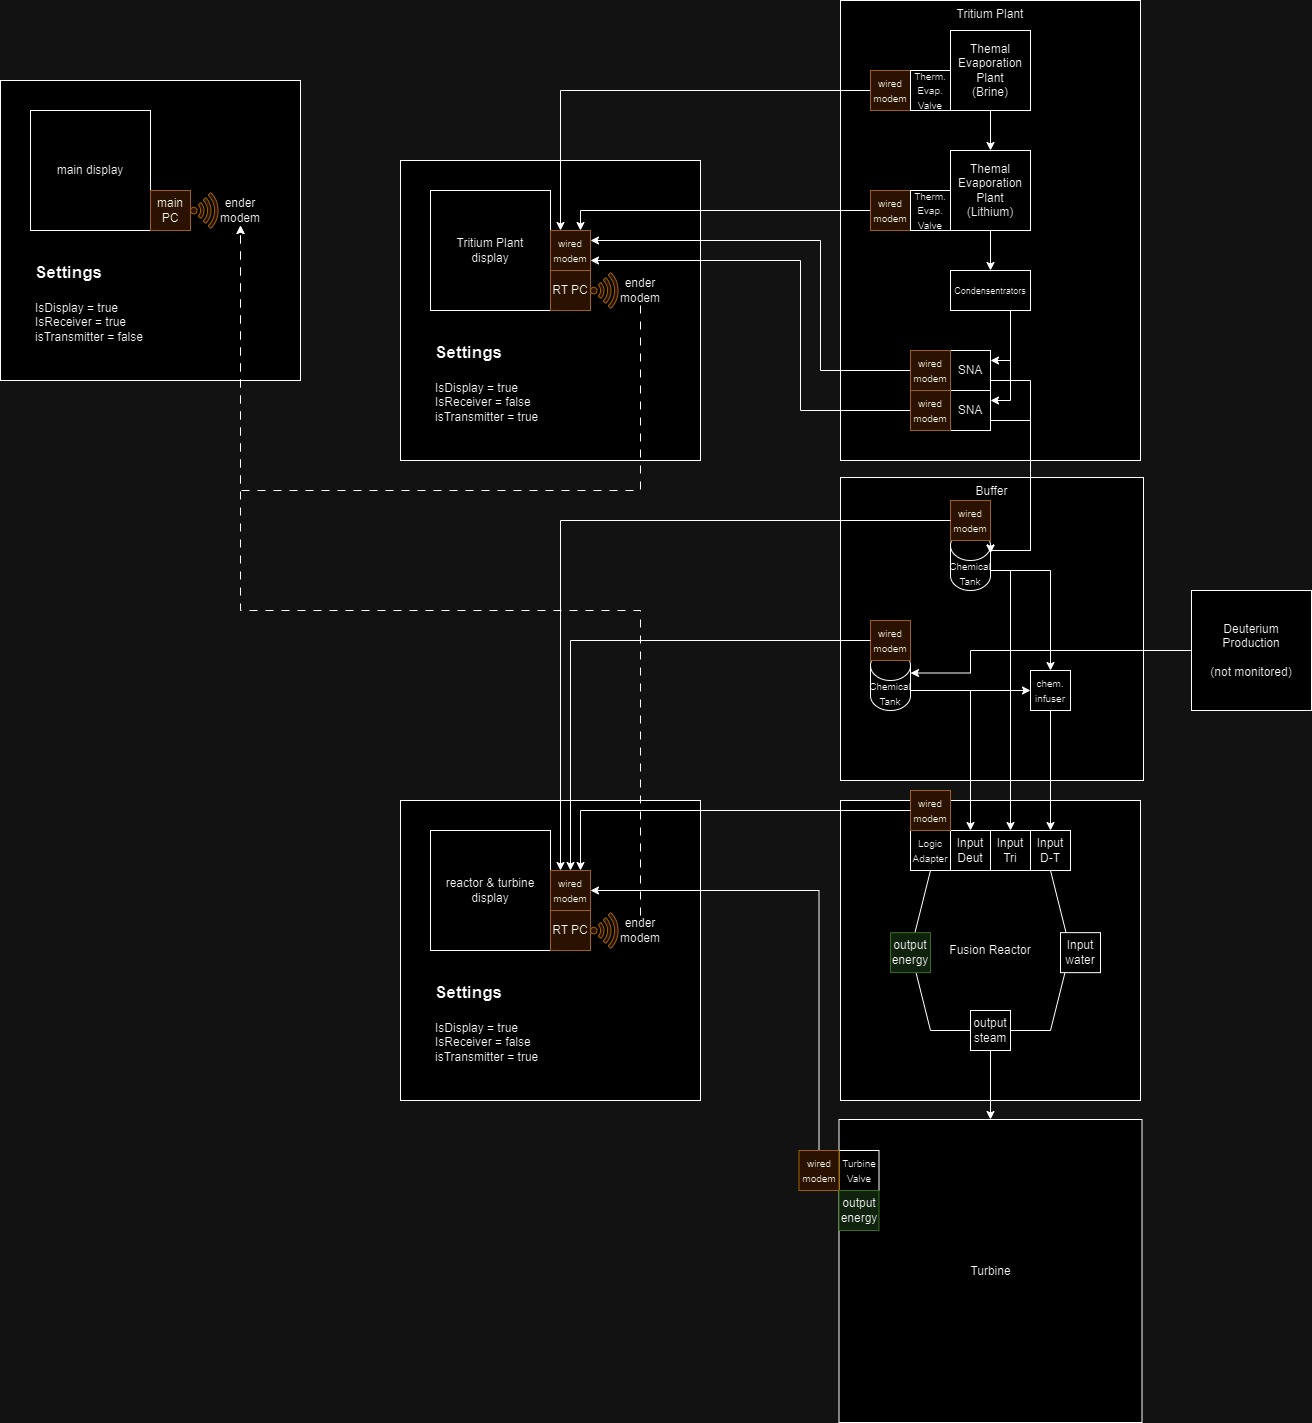 main display
main
PC
ender
modem
Settings
IsDisplay = true
IsReceiver = true
isTransmitter = false
Tritium Plant
display
wired
modem
RT PC
ender
modem
Settings
IsDisplay = true
IsReceiver = false
isTransmitter = true
Tritium Plant
Themal
Evaporation
Plant
(Brine)
wired
modem
Therm.
Evap.
Valve
Themal
Evaporation
Plant
(Lithium)
wired
modem
Therm.
Evap.
Valve
Condensentrators
wired
modem
SNA
wired
modem
SNA
Buffer
wired
modem
Chemical
Tank
wired
modem
Chemical
Tank
chem.
infuser
Deuterium
Production
(not monitored)
reactor & turbine
display
wired
modem
RT PC
ender
modem
Settings
IsDisplay = true
IsReceiver = false
isTransmitter = true
wired
modem
Logic
Adapter
Input
Deut
Input
Tri
Input
D-T
output
energy
Fusion Reactor
Input
water
output
steam
wired
modem
Turbine
Valve
output
energy
Turbine